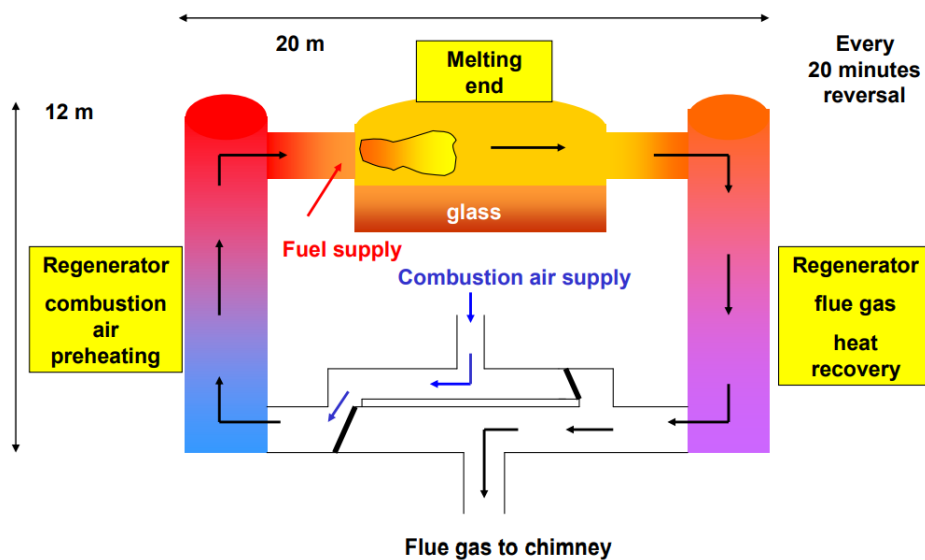 20 m
Melting
end
Every
20 minutes
reversal
12 m
glass
Fuel supply
Combustion air supply
Regenerator
combustion
air
preheating
Regenerator
flue gas
heat
recovery
Flue gas to chimney